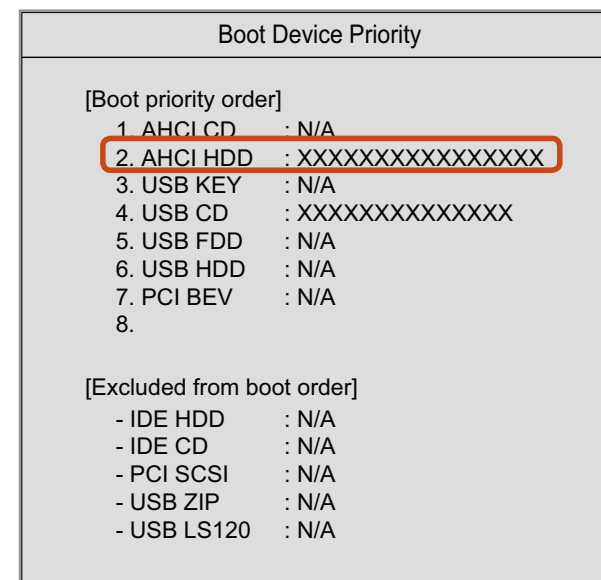 Boot Device Priority
[Boot priority order]
1. AHCI CD : N/A
2. AHCI HDD : XXXXXXXXXXXXXXXX
3. USB KEY : N/A
4. USB CD : XXXXXXXXXXXXXX
5. USB FDD : N/A
6. USB HDD : N/A
7. PCI BEV : N/A
8.
[Excluded from boot order]
- IDE HDD : N/A
- IDE CD : N/A
- PCI SCSI : N/A
- USB ZIP : N/A
- USB LS120 : N/A